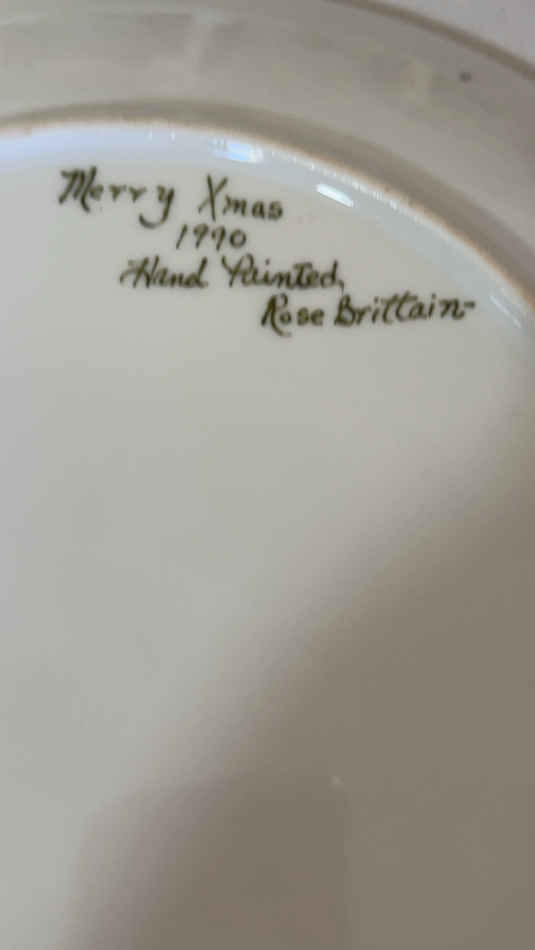 Merry Xmas
1990
Hand Painted,
Rose Brittain